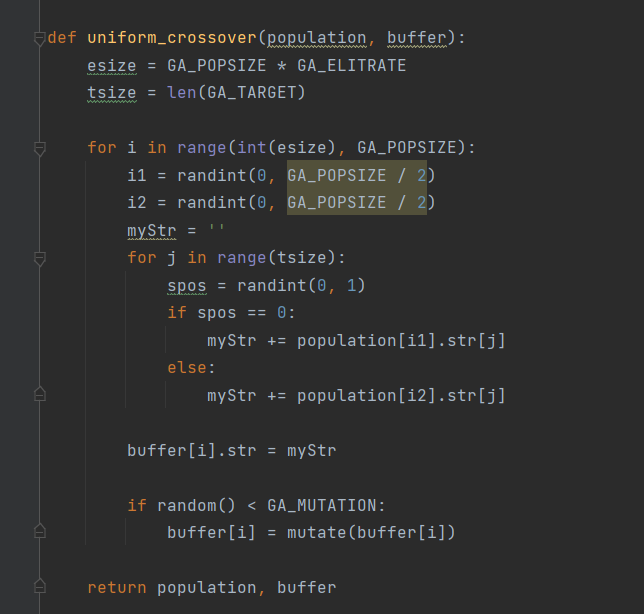 def uniform_crossover(population, buffer):
    esize = GA_POPSIZE * GA_ELITRATE
    tsize = len(GA_TARGET)

    for i in range(int(esize), GA_POPSIZE):
        i1 = randint(0, GA_POPSIZE / 2)
        i2 = randint(0, GA_POPSIZE / 2)
        myStr = ''
        for j in range(tsize):
            spos = randint(0, 1)
            if spos == 0:
                myStr += population[i1].str[j]
            else:
                myStr += population[i2].str[j]

        buffer[i].str = myStr

        if random() < GA_MUTATION:
            buffer[i] = mutate(buffer[i])

    return population, buffer